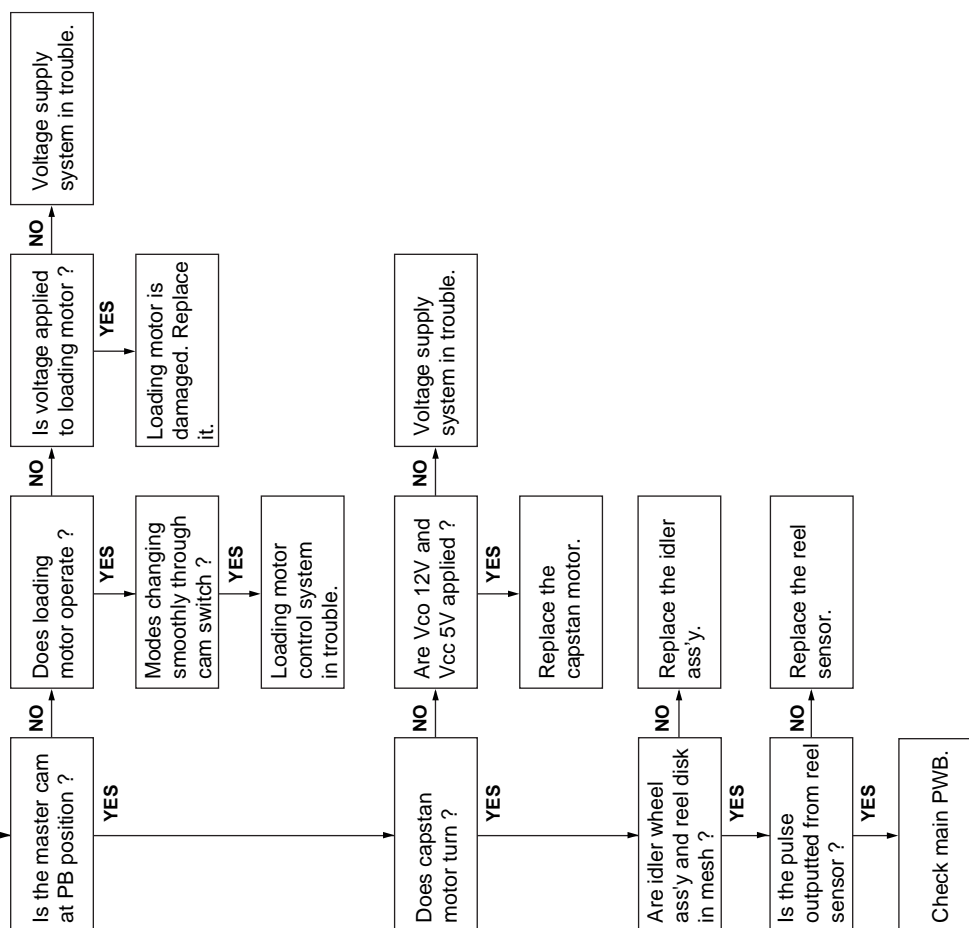 Is the master cam
at PB position ?
NO
Does loading
motor operate ?
NO
Is voltage applied
to loading motor ?
NO
Voltage supply
system in trouble.
YES
YES
YES
Modes changing
smoothly through
cam switch ?
Loading motor is
damaged. Replace
it.
YES
Loading motor
control system
in trouble.
Does capstan
motor turn ?
NO
Are Vco 12V and
Vcc 5V applied ?
NO
Voltage supply
system in trouble.
YES
YES
Replace the
capstan motor.
Are idler wheel
ass'y and reel disk
in mesh ?
NO
Replace the idler
ass'y.
YES
Is the pulse
outputted from reel
sensor ?
NO
Replace the reel
sensor.
YES
Check main PWB.